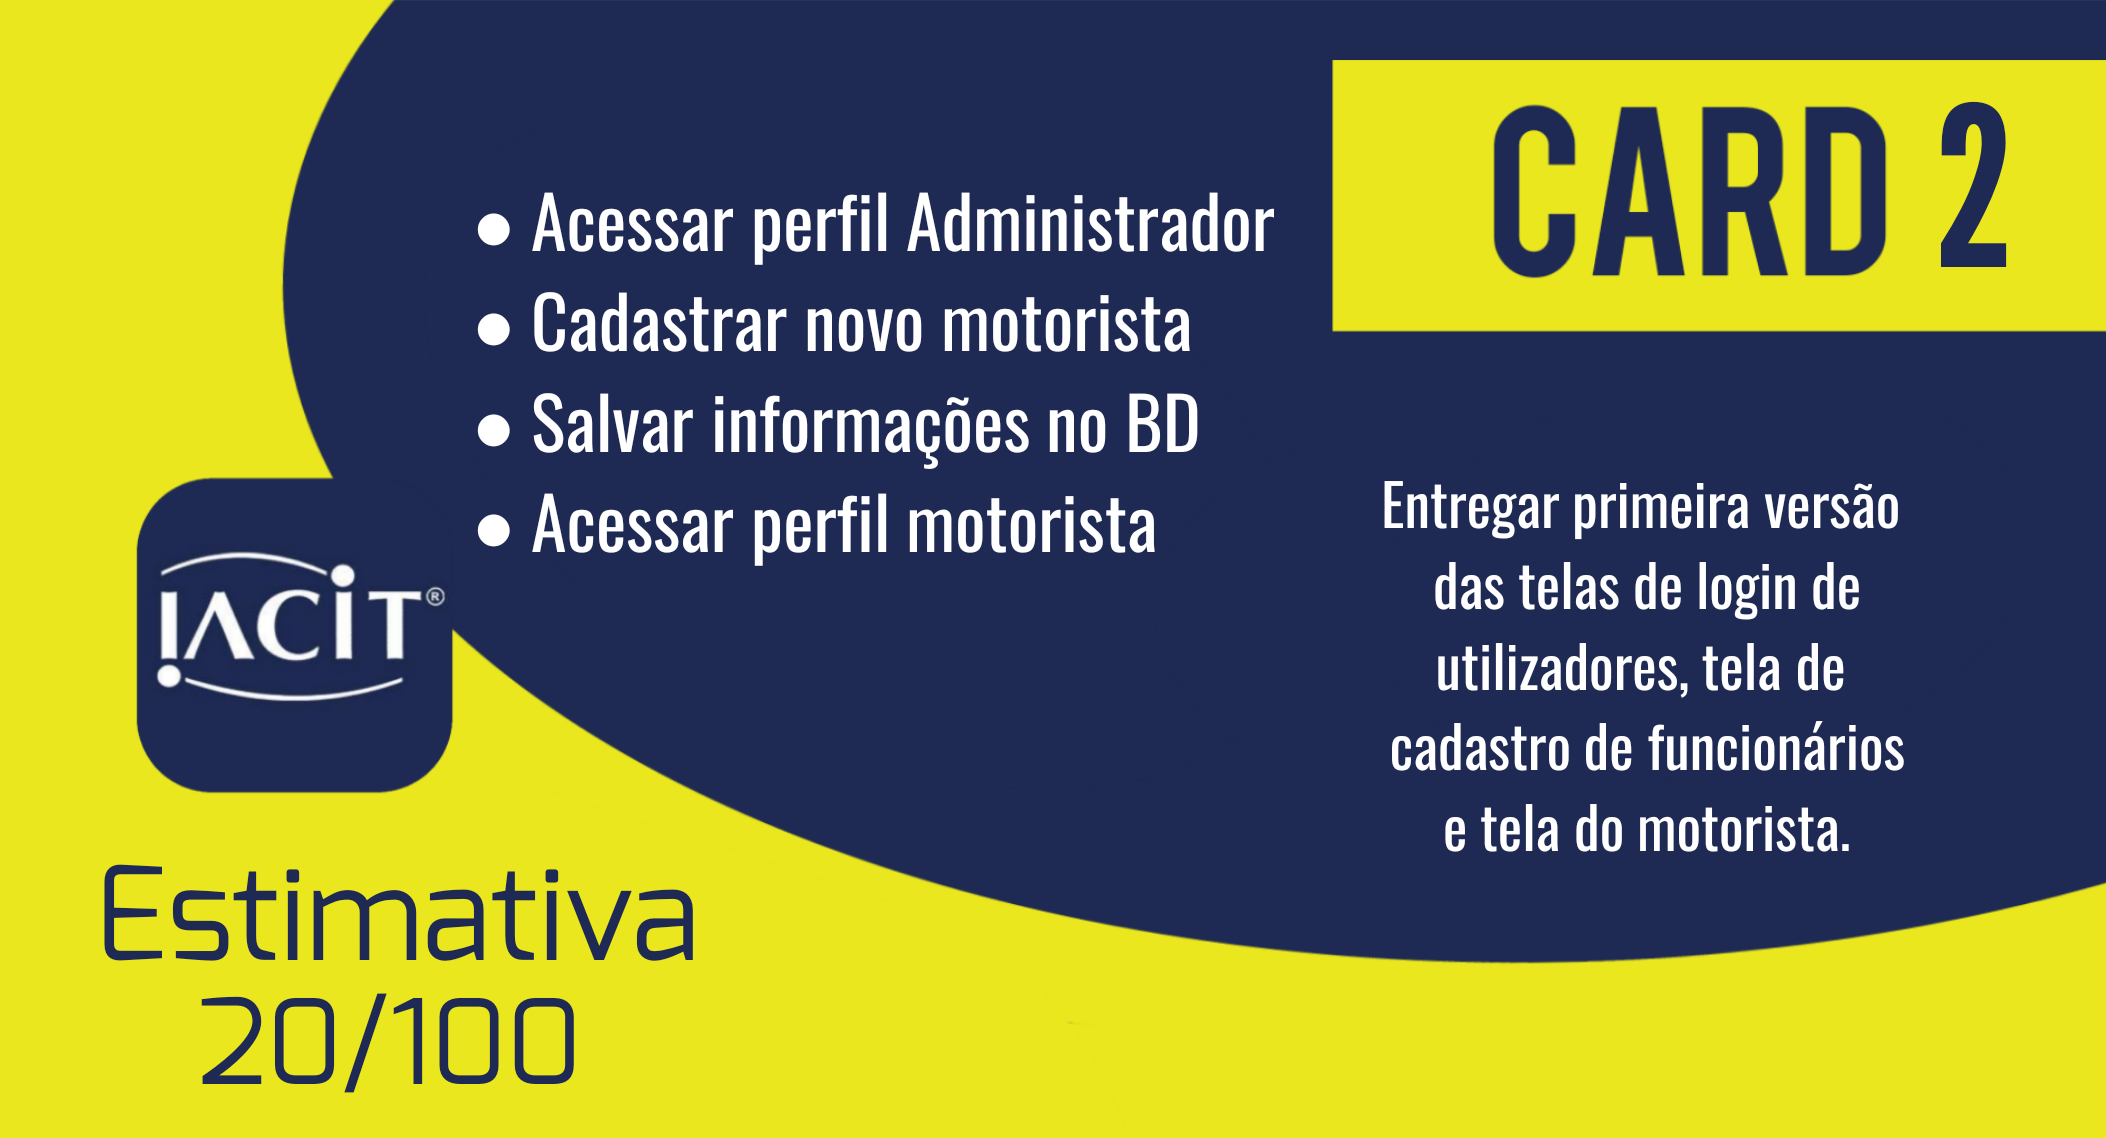 CARD 2
● Acessar perfil Administrador
● Cadastrar novo motorista
● Salvar informações no BD
● Acessar perfil motorista
Entregar primeira versão
das telas de login de
utilizadores, tela de
cadastro de funcionários
e tela do motorista.
IACIT®
Estimativa
20/100